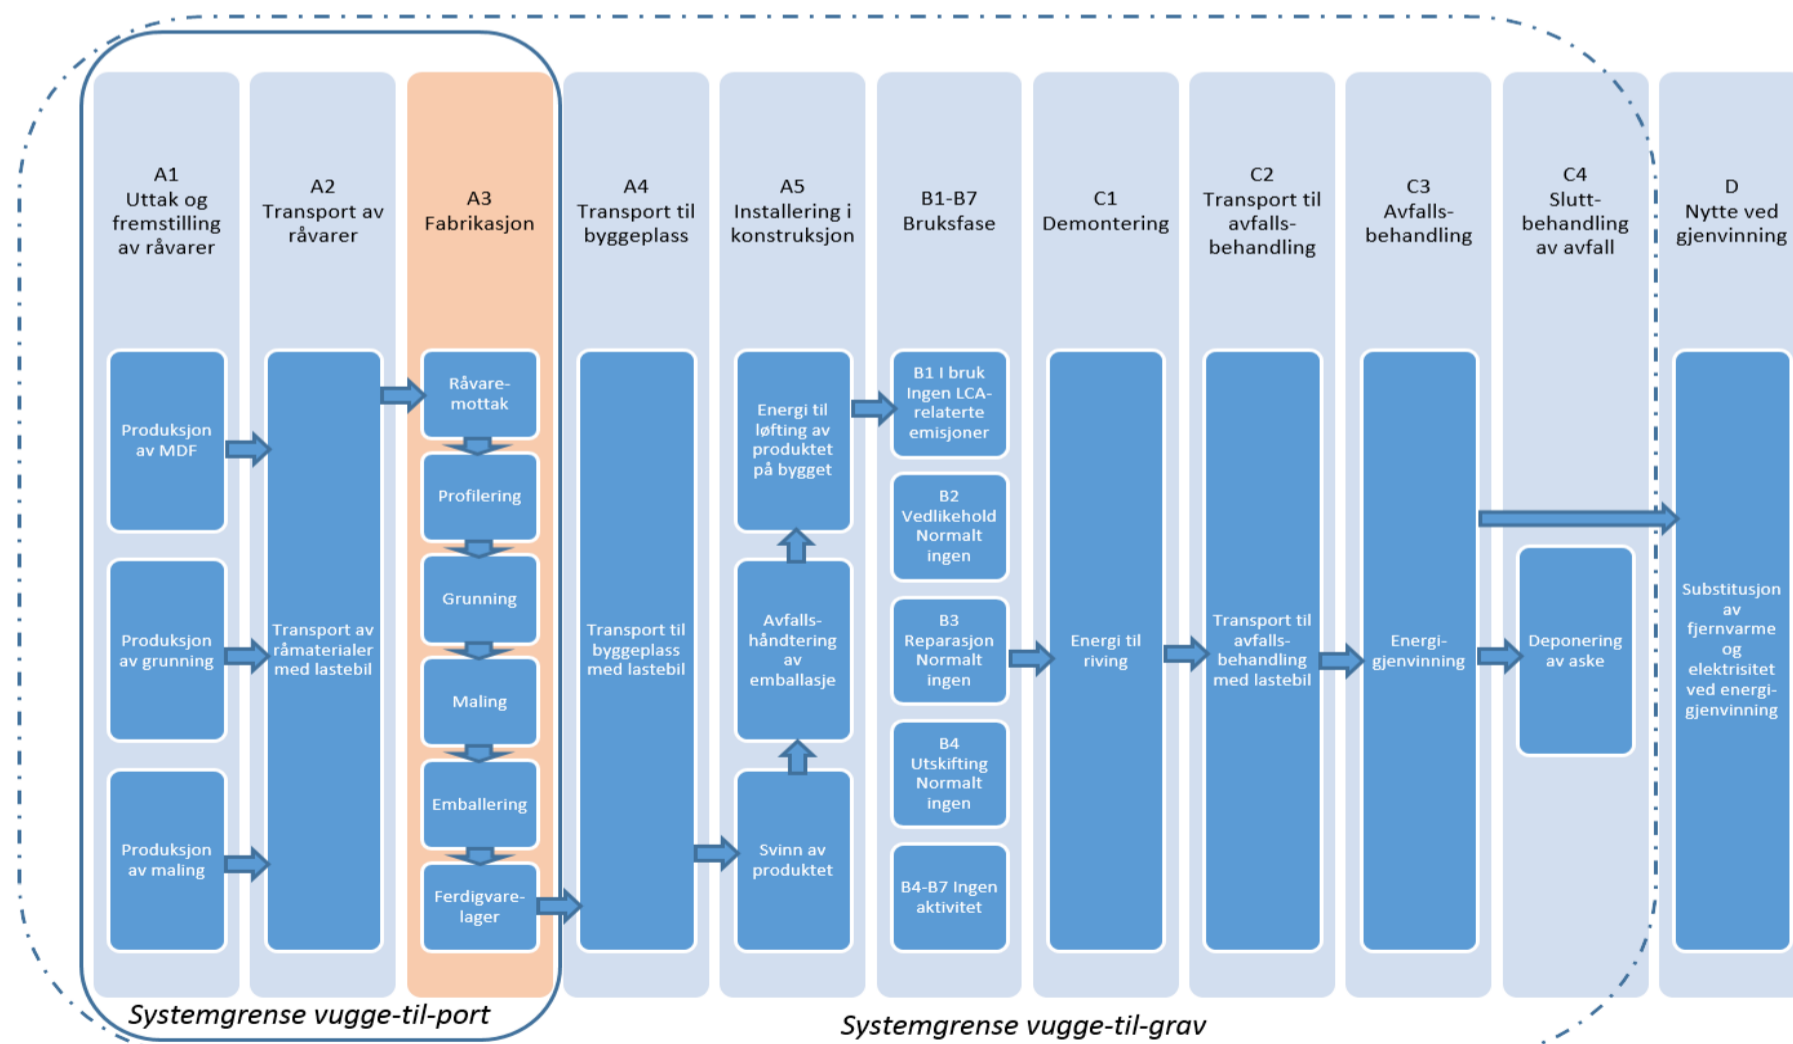 A1
Uttak og
fremstilling
av råvarer
A2
Transport av
råvarer
A3
Fabrikasjon
A4
Transport til
byggeplass
A5
Installering i
konstruksjon
B1-B7
Bruksfase
C1
Demontering
C2
Transport til
avfalls-
behandling
C3
Avfalls-
behandling
C4
Slutt-
behandling
av avfall
D
Nytte ved
gjenvinning
Produksjon
av MDF
Produksjon
av grunning
Produksjon
av maling
Transport av
råmaterialer
med lastebil
Råvare-
mottak
Profilering
Grunning
Maling
Emballering
Ferdigvare-
lager
Transport til
byggeplass
med lastebil
Energi til
løfting av
produktet
på bygget
Avfalls-
håndtering
av
emballasje
Svinn av
produktet
B1 I bruk
Ingen LCA-
relaterte
emisjoner
B2
Vedlikehold
Normalt
ingen
B3
Reparasjon
Normalt
ingen
B4
Utskifting
Normalt
ingen
B4-B7 Ingen
aktivitet
Energi til
riving
Transport til
avfalls-
behandling
med lastebil
Energi-
gjenvinning
Deponering
av aske
Substitusjon
av
fjernvarme
og
elektrisitet
ved energi-
gjenvinning
Systemgrense vugge-til-port
Systemgrense vugge-til-grav